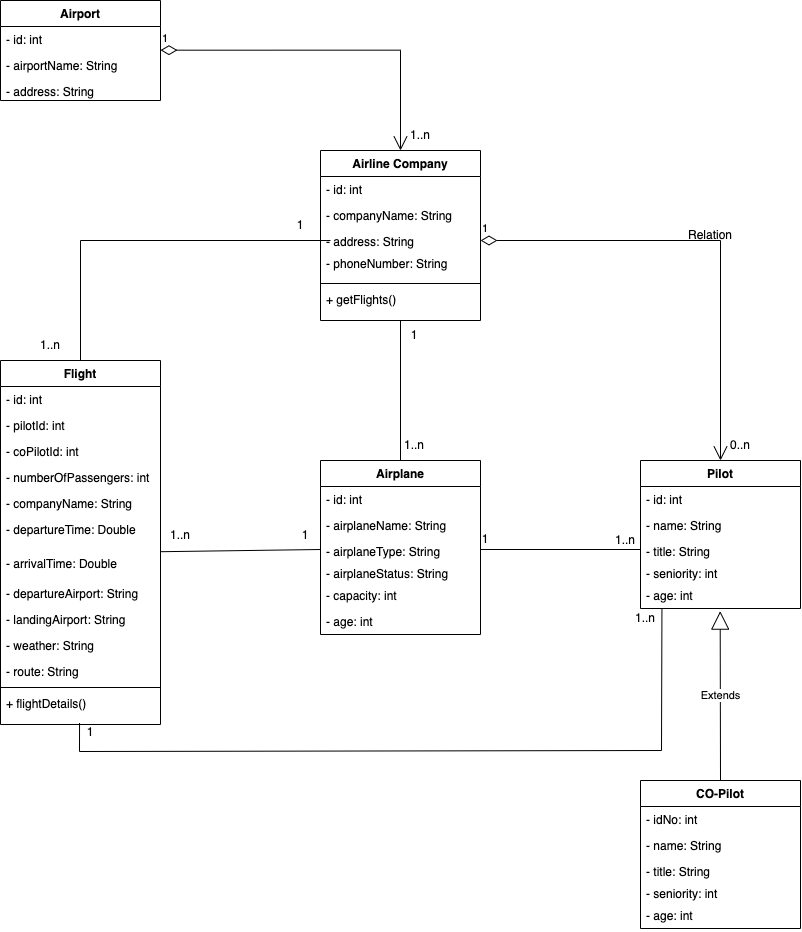 Airport
- id: int
- airportName: String
- address: String
1
1..n
Airline Company
- id: int
- companyName: String
- address: String
- phoneNumber: String
+ getFlights()
1
1
Relation
1..n
1
1..n
0..n
Flight
- id: int
- pilotId: int
- coPilotId: int
- numberOfPassengers: int
- companyName: String
- departureTime: Double
- arrivalTime: Double
- departureAirport: String
- landingAirport: String
- weather: String
- route: String
+ flightDetails()
1..n
1
Airplane
- id: int
- airplaneName: String
- airplaneType: String
- airplaneStatus: String
- capacity: int
- age: int
1
1..n
Pilot
- id: int
- name: String
- title: String
- seniority: int
- age: int
1..n
1
Extends
CO-Pilot
- idNo: int
- name: String
- title: String
- seniority: int
- age: int